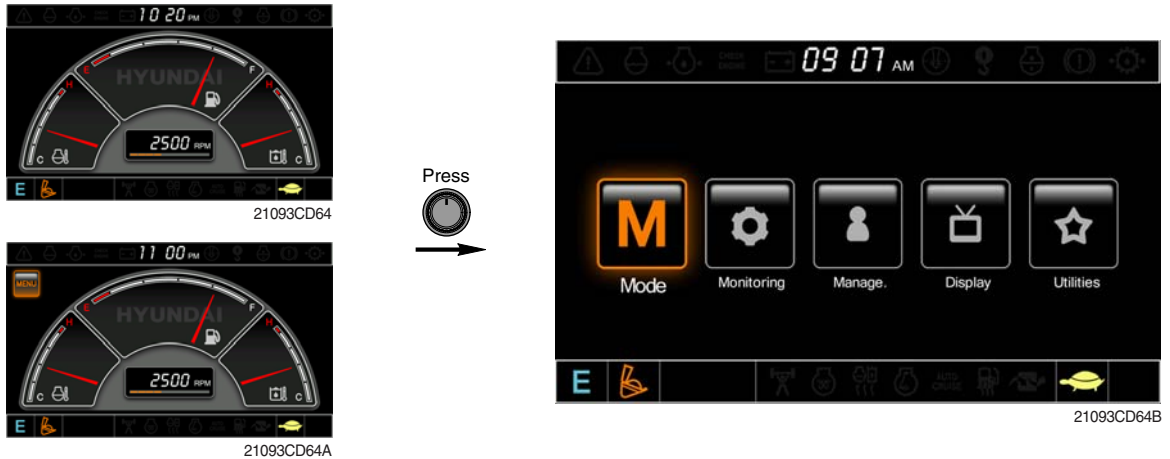 10 20 PM
E
F
HYUNDAI
H
H
2500 RPM
C
C
E
21093CD64
11 00 PM
MENU
E
F
HYUNDAI
H
H
2500 RPM
C
C
E
21093CD64A
Press
CHECK
ENGINE
09 07 AM
M
Mode
Monitoring
Manage.
Display
Utilities
E
AUTO
CRUISE
21093CD64B